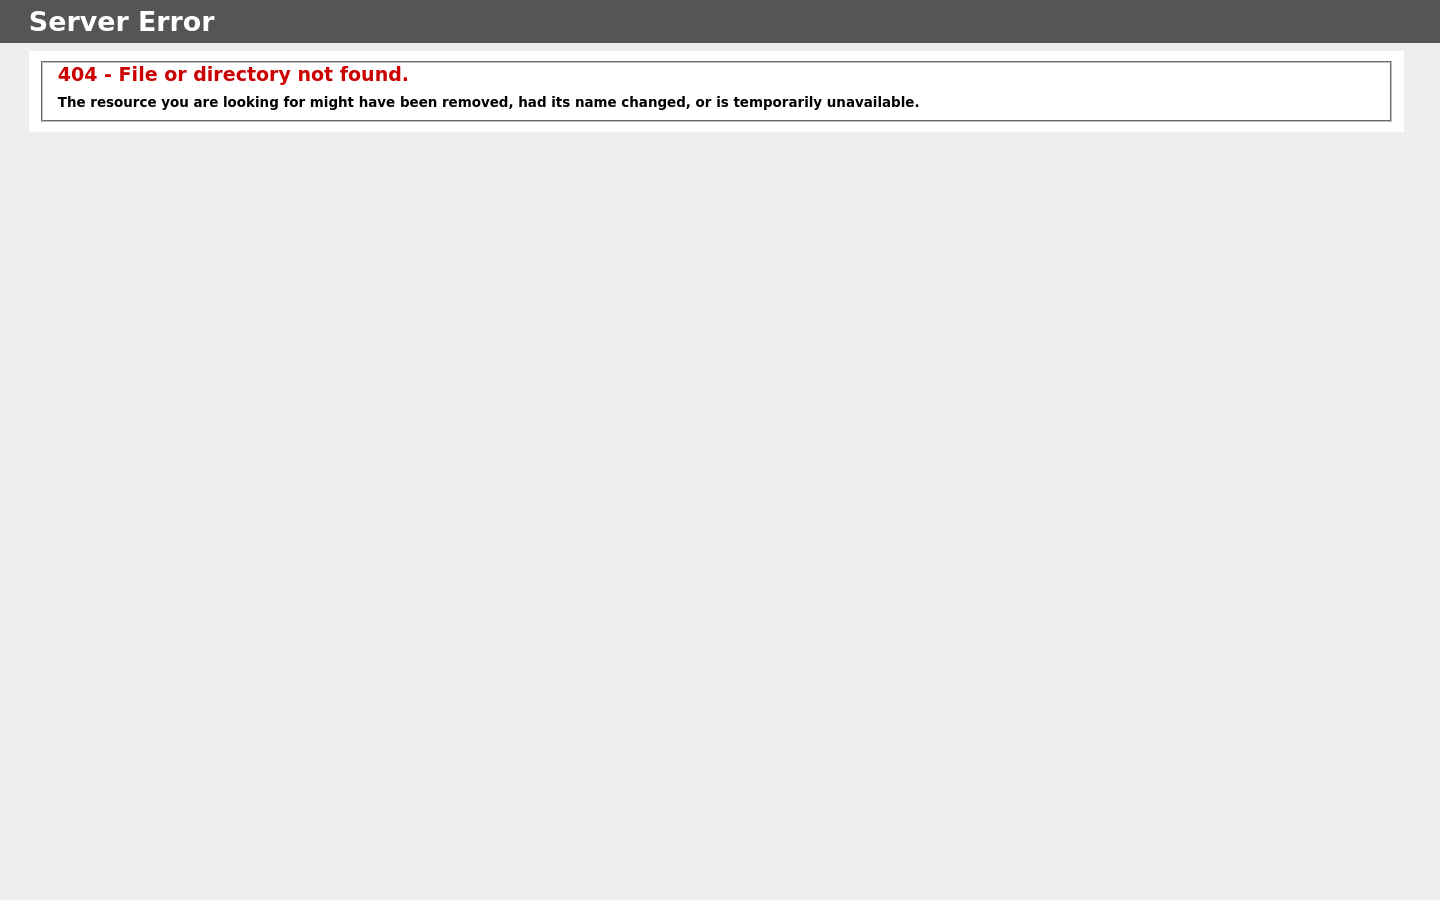 Server Error
404 - File or directory not found.
The resource you are looking for might have been removed, had its name changed, or is temporarily unavailable.